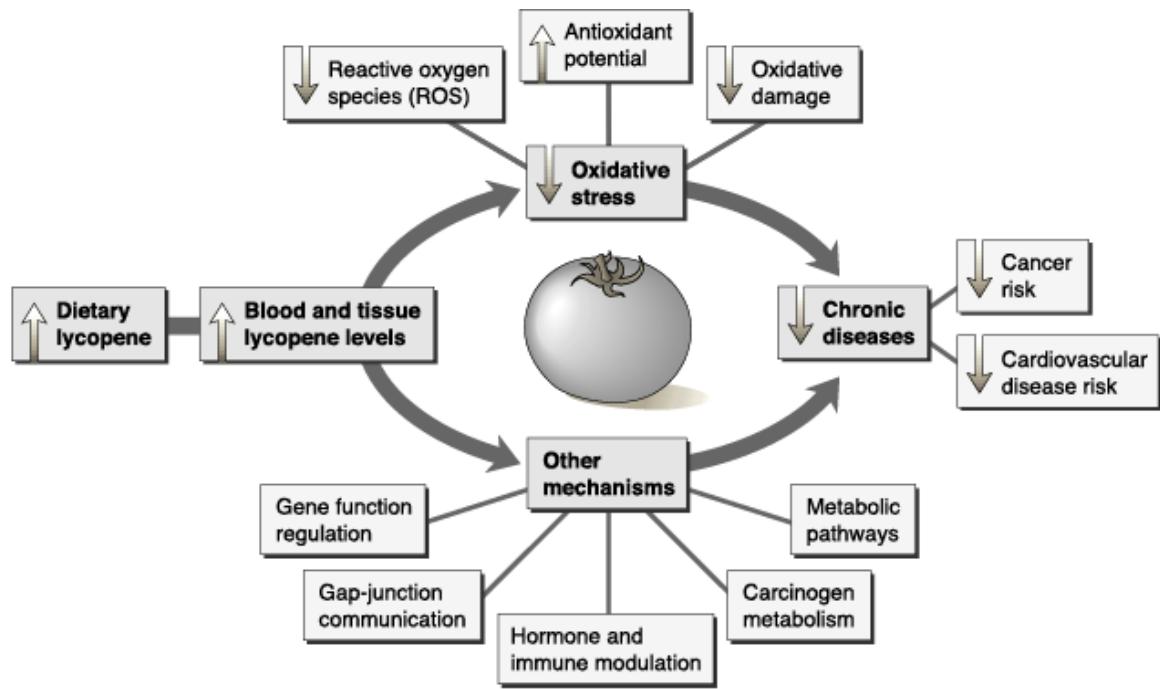 Antioxidant
potential
Reactive oxygen
species (ROS)
Oxidative
damage
Oxidative
stress
Dietary
lycopene
Blood and tissue
lycopene levels
Chronic
diseases
Cancer
risk
Cardiovascular
disease risk
Other
mechanisms
Gene function
regulation
Metabolic
pathways
Gap-junction
communication
Carcinogen
metabolism
Hormone and
immune modulation